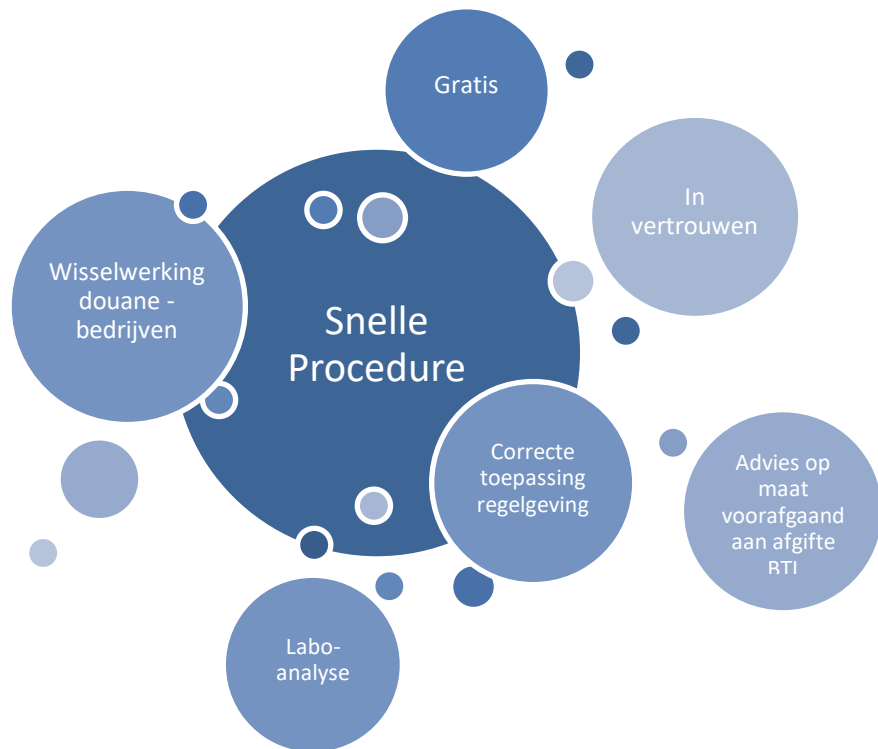 Gratis
In
vertrouwen
Wisselwerking
douane -
bedrijven
Snelle
Procedure
Correcte
toepassing
regelgeving
Advies op
maat
voorafgaand
aan afgifte
BTI
Labo-
analyse